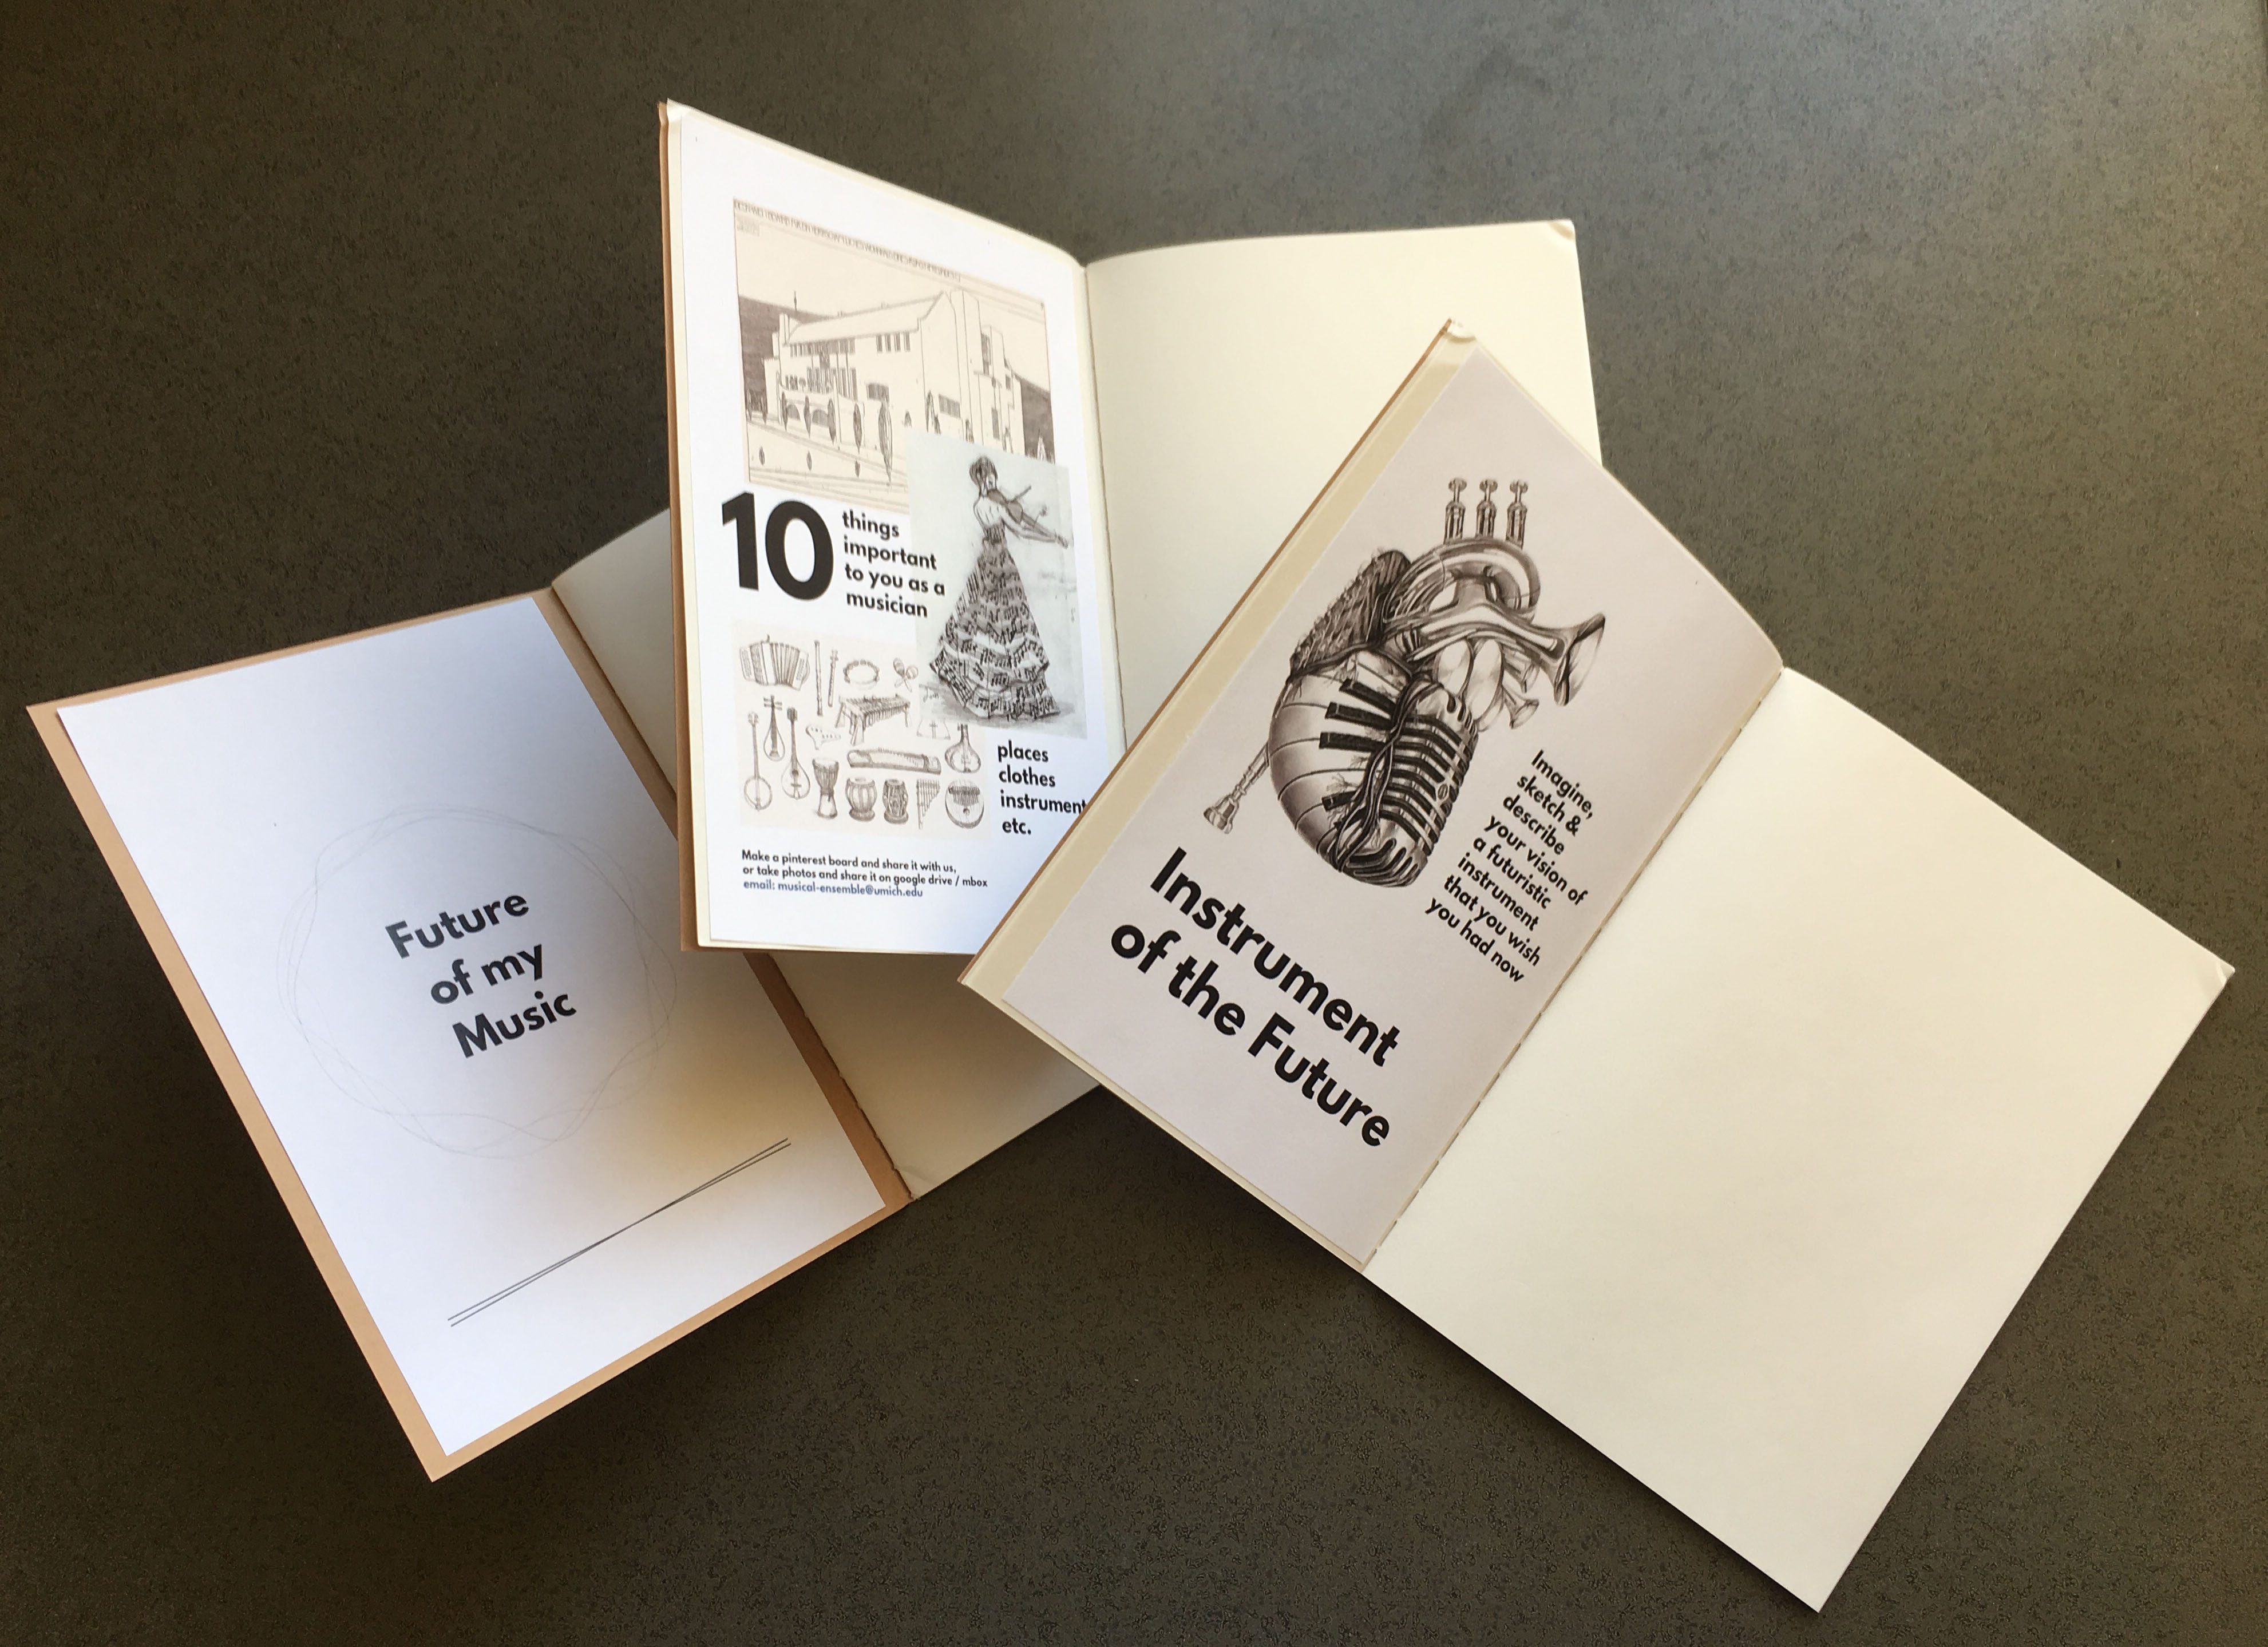 Future
of my
Music
10
things
important
to you as a
musician
places
clothes
instrument
etc.
Make a pinterest board and share it with us,
or take photos and share it on google drive / mbox
email: musical-ensemble@umich.edu
Imagine,
sketch &
describe
your vision of
a futuristic
instrument
that you wish
you had now
Instrument
of the Future